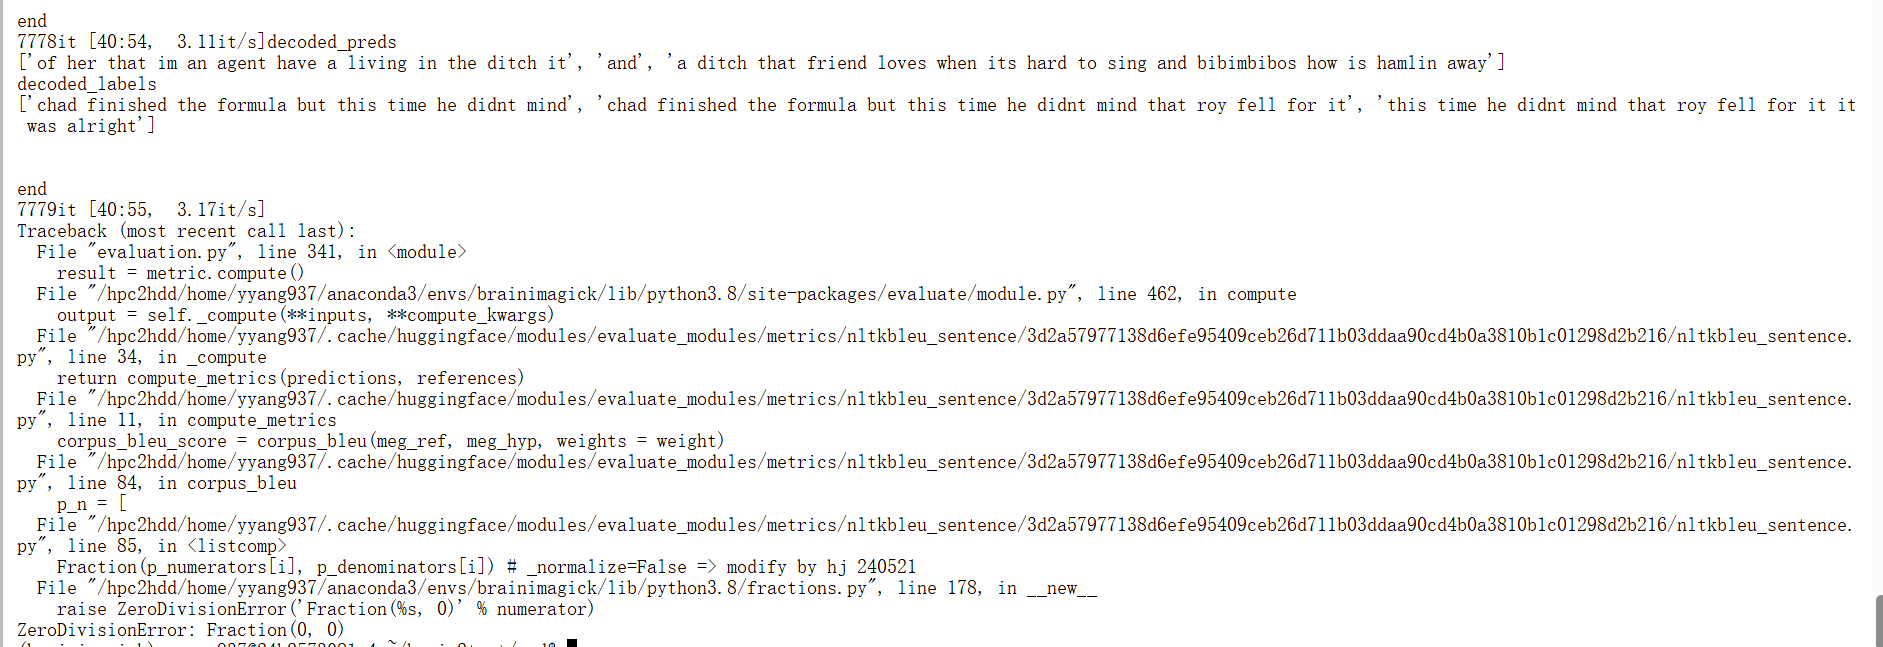 end
7778it [40:54,  3.11it/s]decoded_preds
['of her that im an agent have a living in the ditch it', 'and', 'a ditch that friend loves when its hard to sing and bibimbibos how is hamlin away']
decoded_labels
['chad finished the formula but this time he didnt mind', 'chad finished the formula but this time he didnt mind that roy fell for it', 'this time he didnt mind that roy fell for it it
 was alright']
end
7779it [40:55,  3.17it/s]
Traceback (most recent call last):
  File "evaluation.py", line 341, in <module>
    result = metric.compute()
  File "/hpc2hdd/home/yyang937/anaconda3/envs/brainimagick/lib/python3.8/site-packages/evaluate/module.py", line 462, in compute
    output = self._compute(**inputs, **compute_kwargs)
  File "/hpc2hdd/home/yyang937/.cache/huggingface/modules/evaluate_modules/metrics/nltkbleu_sentence/3d2a57977138d6efe95409ceb26d711b03ddaa90cd4b0a3810b1c01298d2b216/nltkbleu_sentence.
py", line 34, in _compute
    return compute_metrics(predictions, references)
  File "/hpc2hdd/home/yyang937/.cache/huggingface/modules/evaluate_modules/metrics/nltkbleu_sentence/3d2a57977138d6efe95409ceb26d711b03ddaa90cd4b0a3810b1c01298d2b216/nltkbleu_sentence.
py", line 11, in compute_metrics
    corpus_bleu_score = corpus_bleu(meg_ref, meg_hyp, weights = weight)
  File "/hpc2hdd/home/yyang937/.cache/huggingface/modules/evaluate_modules/metrics/nltkbleu_sentence/3d2a57977138d6efe95409ceb26d711b03ddaa90cd4b0a3810b1c01298d2b216/nltkbleu_sentence.
py", line 84, in corpus_bleu
    p_n = [
  File "/hpc2hdd/home/yyang937/.cache/huggingface/modules/evaluate_modules/metrics/nltkbleu_sentence/3d2a57977138d6efe95409ceb26d711b03ddaa90cd4b0a3810b1c01298d2b216/nltkbleu_sentence.
py", line 85, in <listcomp>
    Fraction(p_numerators[i], p_denominators[i]) # _normalize=False => modify by hj 240521
  File "/hpc2hdd/home/yyang937/anaconda3/envs/brainimagick/lib/python3.8/fractions.py", line 178, in __new__
    raise ZeroDivisionError('Fraction(%s, 0)' % numerator)
ZeroDivisionError: Fraction(0, 0)